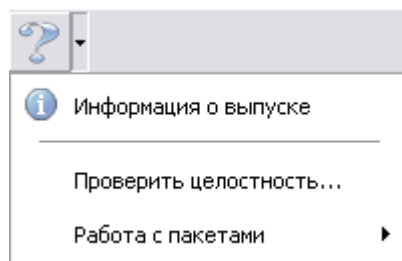 Информация о выпуске
Проверить целостность...
Работа с пакетами